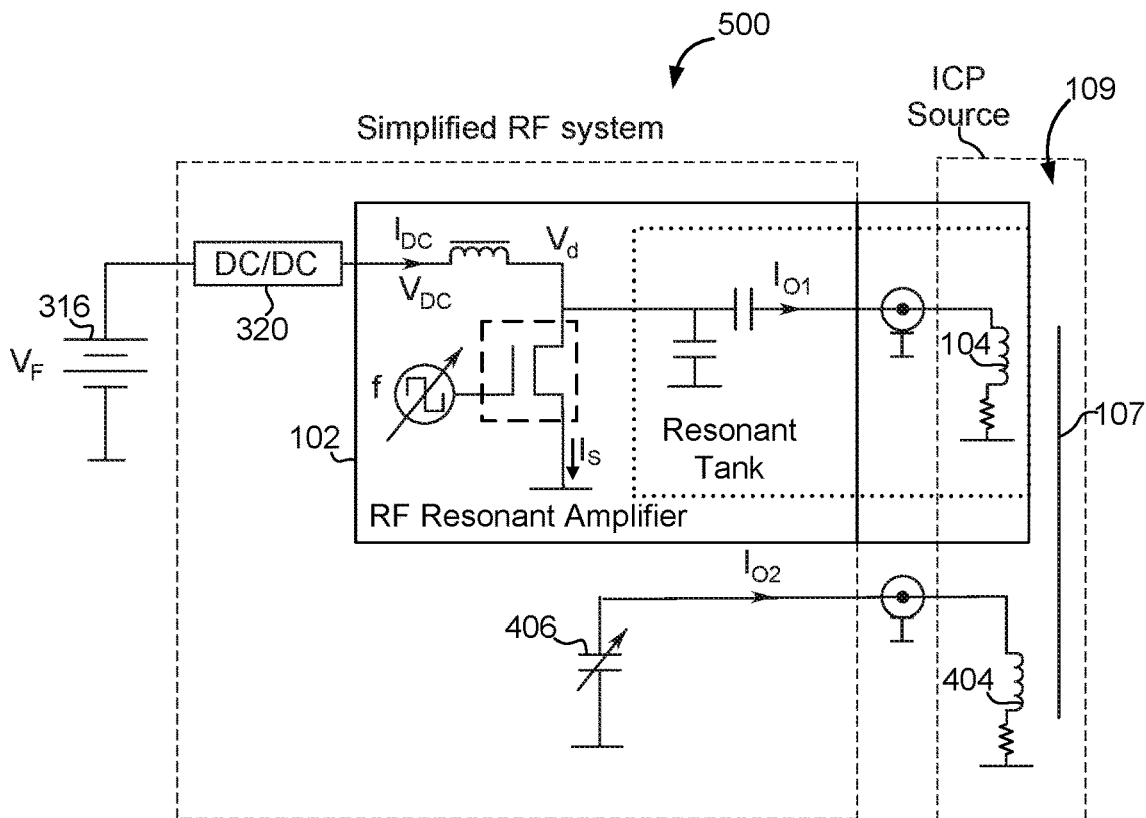 500
ICP
Source
109
Simplified RF system
I_DC
V_d
DC/DC
V_DC
I_O1
316
320
104
V_F
f
102
Resonant
Tank
107
I_S
RF Resonant Amplifier
I_O2
406
404